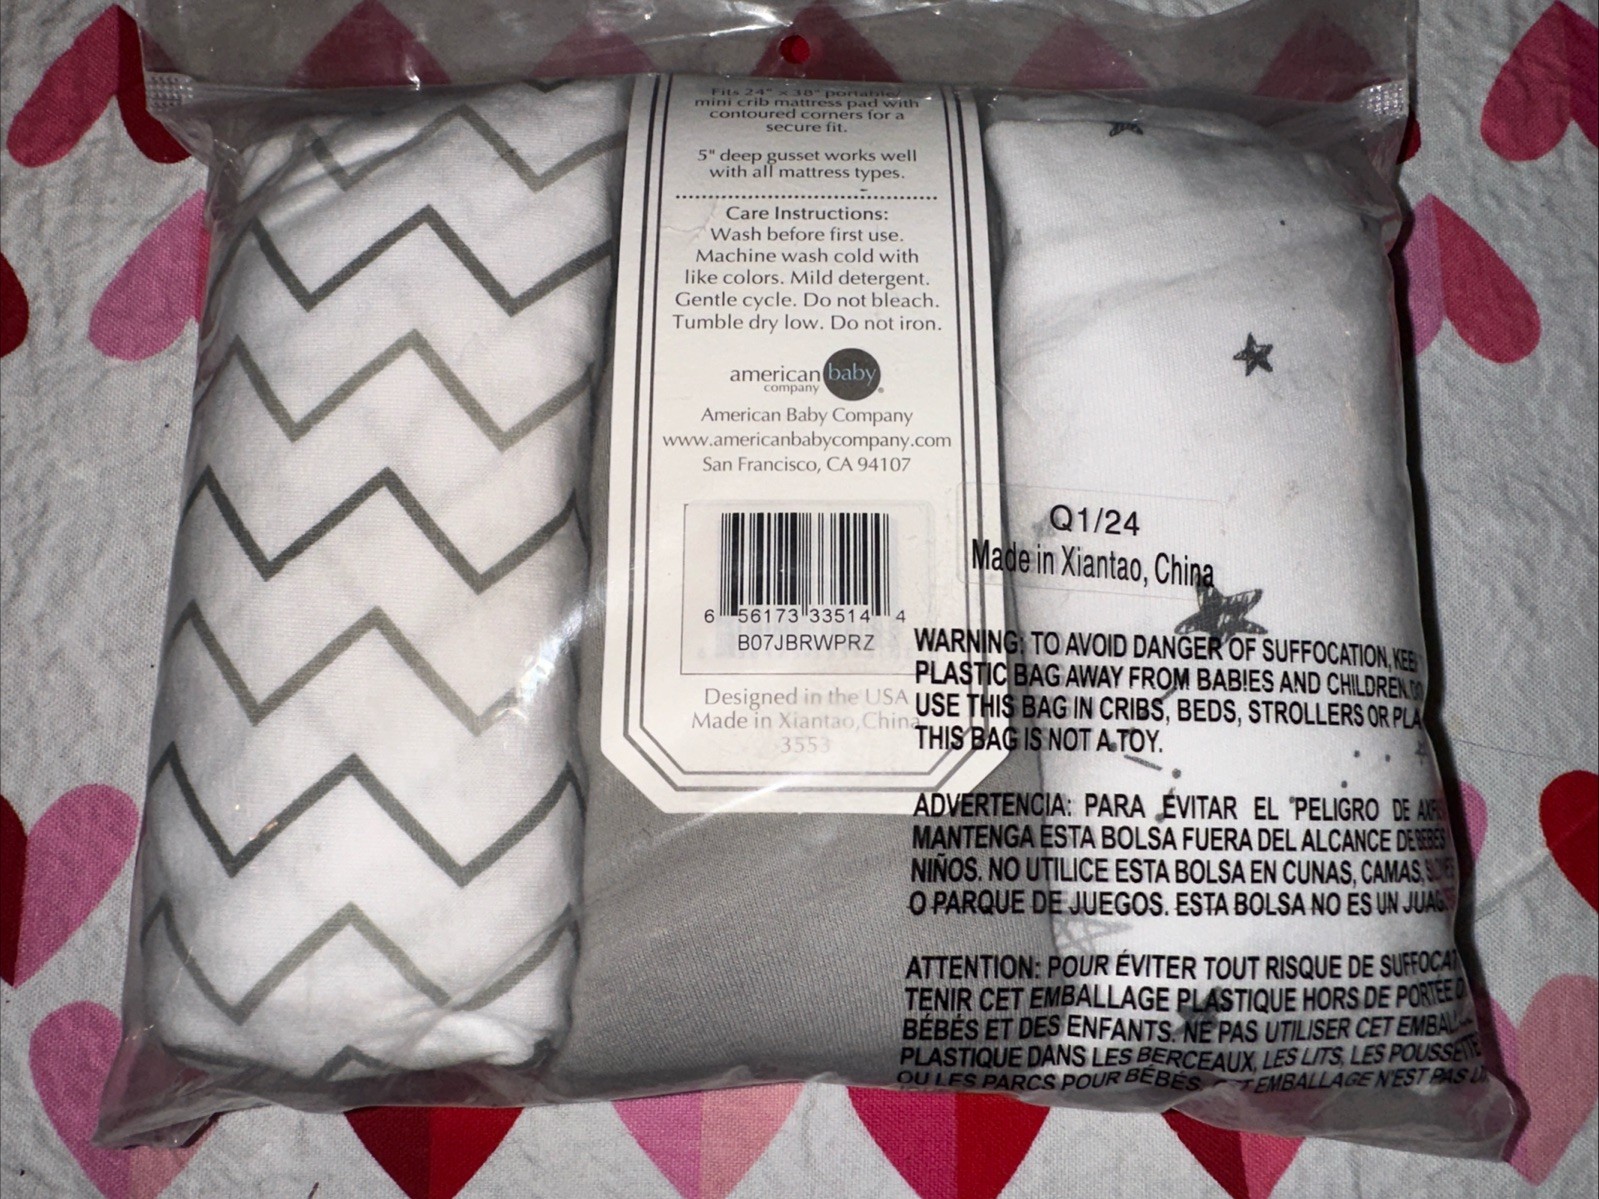 Fits 24" x 38" portable/
mini crib mattress pad with
contoured corners for a
secure fit.
5" deep gusset works well
with all mattress types.
Care Instructions:
Wash before first use.
Machine wash cold with
like colors. Mild detergent.
Gentle cycle. Do not bleach.
Tumble dry low. Do not iron.
american baby
company ®
American Baby Company
www.americanbabycompany.com
San Francisco, CA 94107
6 56173 33514 4
B07JBRWPRZ
Designed in the USA
Made in Xiantao,China
3553
Q1/24
Made in Xiantao, China
WARNING: TO AVOID DANGER OF SUFFOCATION,
PLASTIC BAG AWAY FROM BABIES AND CHILDREN.
USE THIS BAG IN CRIBS, BEDS, STROLLERS OR
THIS BAG IS NOT A TOY.
ADVERTENCIA: PARA EVITAR EL PELIGRO DE
MANTENGA ESTA BOLSA FUERA DEL ALCANCE DE BEBES
NIÑOS. NO UTILICE ESTA BOLSA EN CUNAS, CAMAS,
O PARQUE DE JUEGOS. ESTA BOLSA NO ES UN
ATTENTION: POUR ÉVITER TOUT RISQUE DE
TENIR CET EMBALLAGE PLASTIQUE HORS DE PORTÉE
BÉBÉS ET DES ENFANTS. NE PAS UTILISER CET
PLASTIQUE DANS LES BERCEAUX, LES LITS, LES
OU LES PARCS POUR BÉBÉS. CET EMBALLAGE N'EST PAS